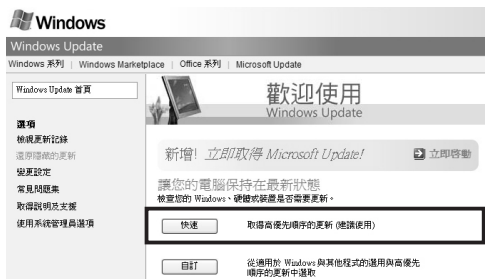 Windows
Windows Update
Windows 系列 | Windows Marketplace | Office 系列 | Microsoft Update
Windows Update 首頁
選項
檢視更新記錄
還原隱藏的更新
變更設定
常見問題集
取得說明及支援
使用系統管理員選項
歡迎使用
Windows Update
新增! 立即取得 Microsoft Update!
立即啓動
讓您的電腦保持在最新狀態
檢查您的 Windows、硬體或裝置是否需要更新。
快速
取得高優先順序的更新 (建議使用)
自訂
從適用於 Windows 與其他程式的選用與高優先
順序的更新中選取